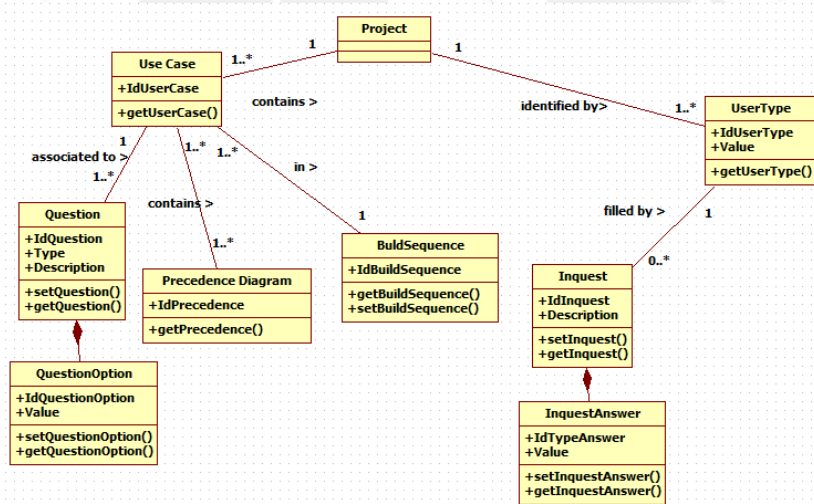 Project
1
1
1..*
Use Case
+IdUserCase
+getUserCase()
contains >
identified by>
1..*
UserType
+IdUserType
+Value
+getUserType()
1
associated to >
1..*
1..*
1..*
in >
contains >
1..*
1
filled by >
1
0..*
Question
+IdQuestion
+Type
+Description
+setQuestion()
+getQuestion()
Precedence Diagram
+IdPrecedence
+getPrecedence()
BuldSequence
+IdBuildSequence
+getBuildSequence()
+setBuildSequence()
Inquest
+IdInquest
+Description
+setInquest()
+getInquest()
QuestionOption
+IdQuestionOption
+Value
+setQuestionOption()
+getQuestionOption()
InquestAnswer
+IdTypeAnswer
+Value
+setInquestAnswer()
+getInquestAnswer()